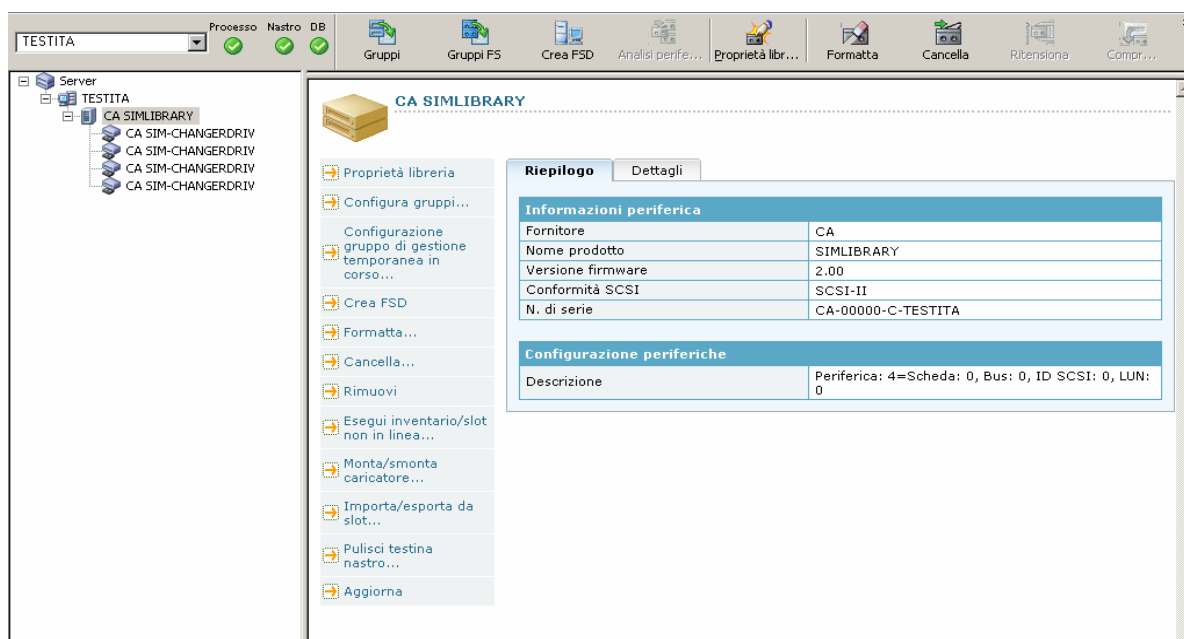 TESTITA
Processo Nastro DB
Gruppi
Gruppi FS
Crea FSD
Analisi perife...
Proprietà libr...
Formatta
Cancella
Ritensiona
Compr...
Server
TESTITA
CA SIMLIBRARY
CA SIM-CHANGERDRIV
CA SIM-CHANGERDRIV
CA SIM-CHANGERDRIV
CA SIM-CHANGERDRIV
CA SIMLIBRARY
Proprietà libreria
Configura gruppi...
Configurazione
gruppo di gestione
temporanea in
corso...
Crea FSD
Formatta...
Cancella...
Rimuovi
Esegui inventario/slot
non in linea...
Monta/smonta
caricatore...
Importa/esporta da
slot...
Pulisci testina
nastro...
Aggiorna
Riepilogo Dettagli
Informazioni periferica
Fornitore CA
Nome prodotto SIMLIBRARY
Versione firmware 2.00
Conformità SCSI SCSI-II
N. di serie CA-00000-C-TESTITA
Configurazione periferiche
Descrizione Periferica: 4=Scheda: 0, Bus: 0, ID SCSI: 0, LUN:
0